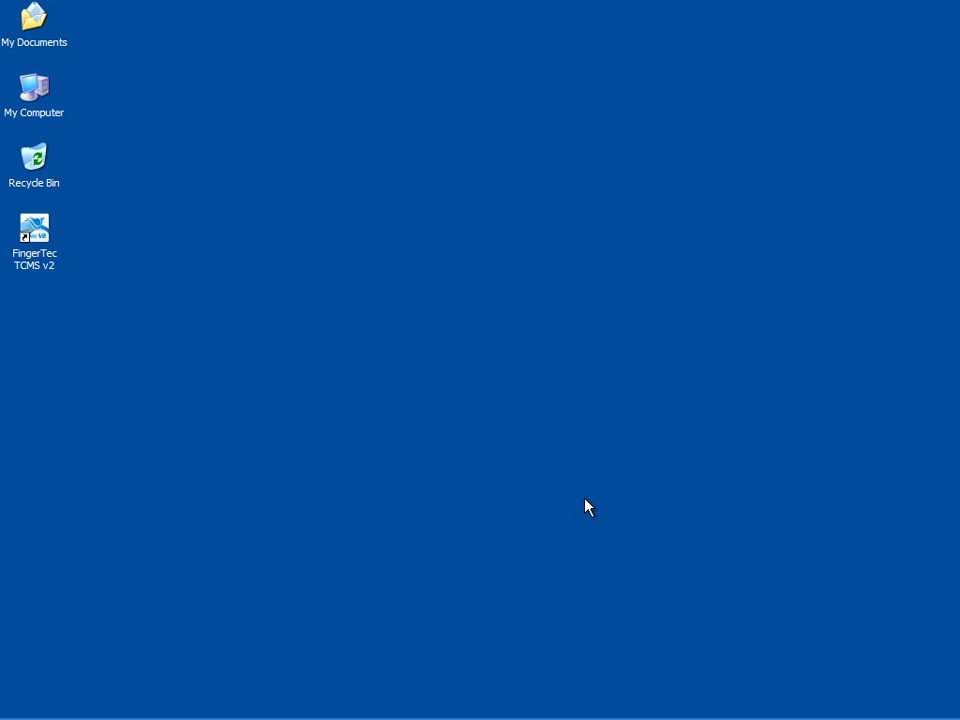 My Documents
My Computer
Recycle Bin
FingerTec
TCMS v2